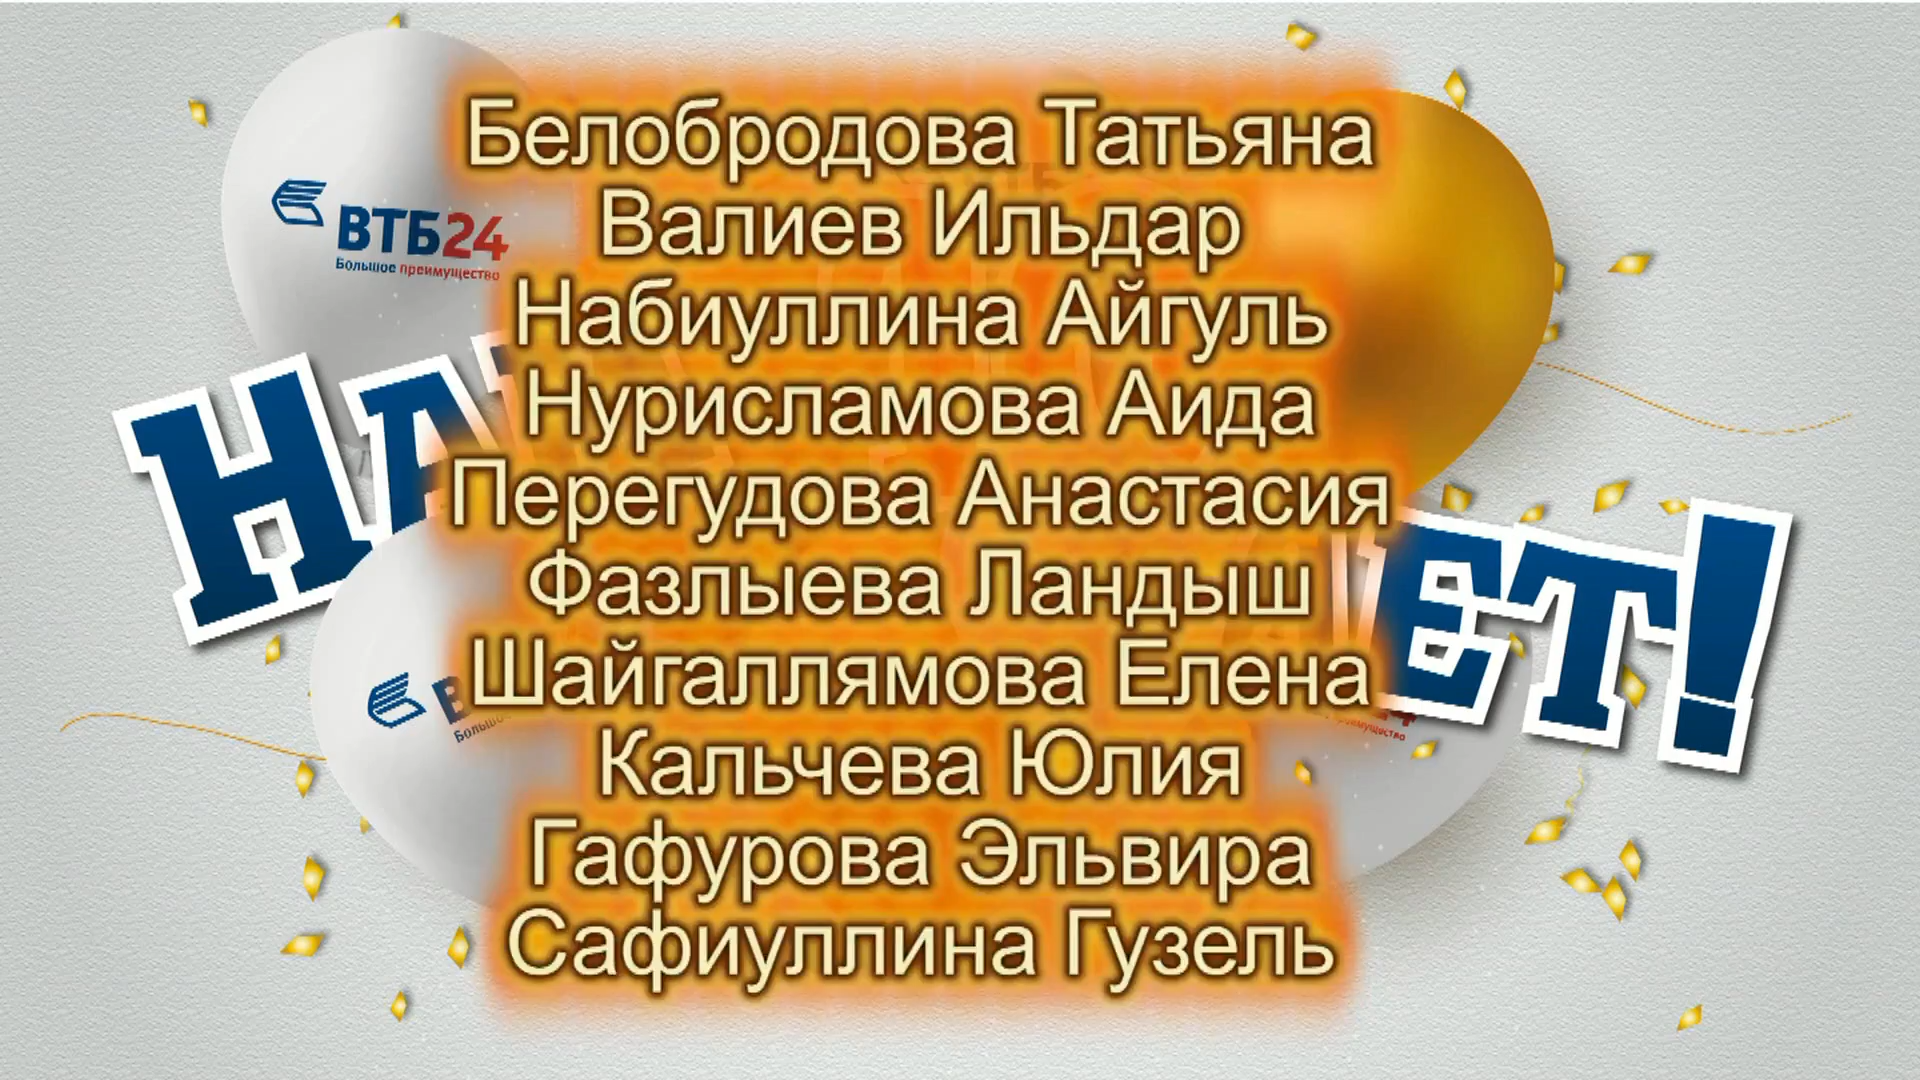 Белобродова Татьяна
Валиев Ильдар
Набиуллина Айгуль
Нурисламова Аида
Перегудова Анастасия
Фазлыева Ландыш
Шайгаллямова Елена
Кальчева Юлия
Гафурова Эльвира
Сафиуллина Гузель
ВТБ24
Большое преимущество